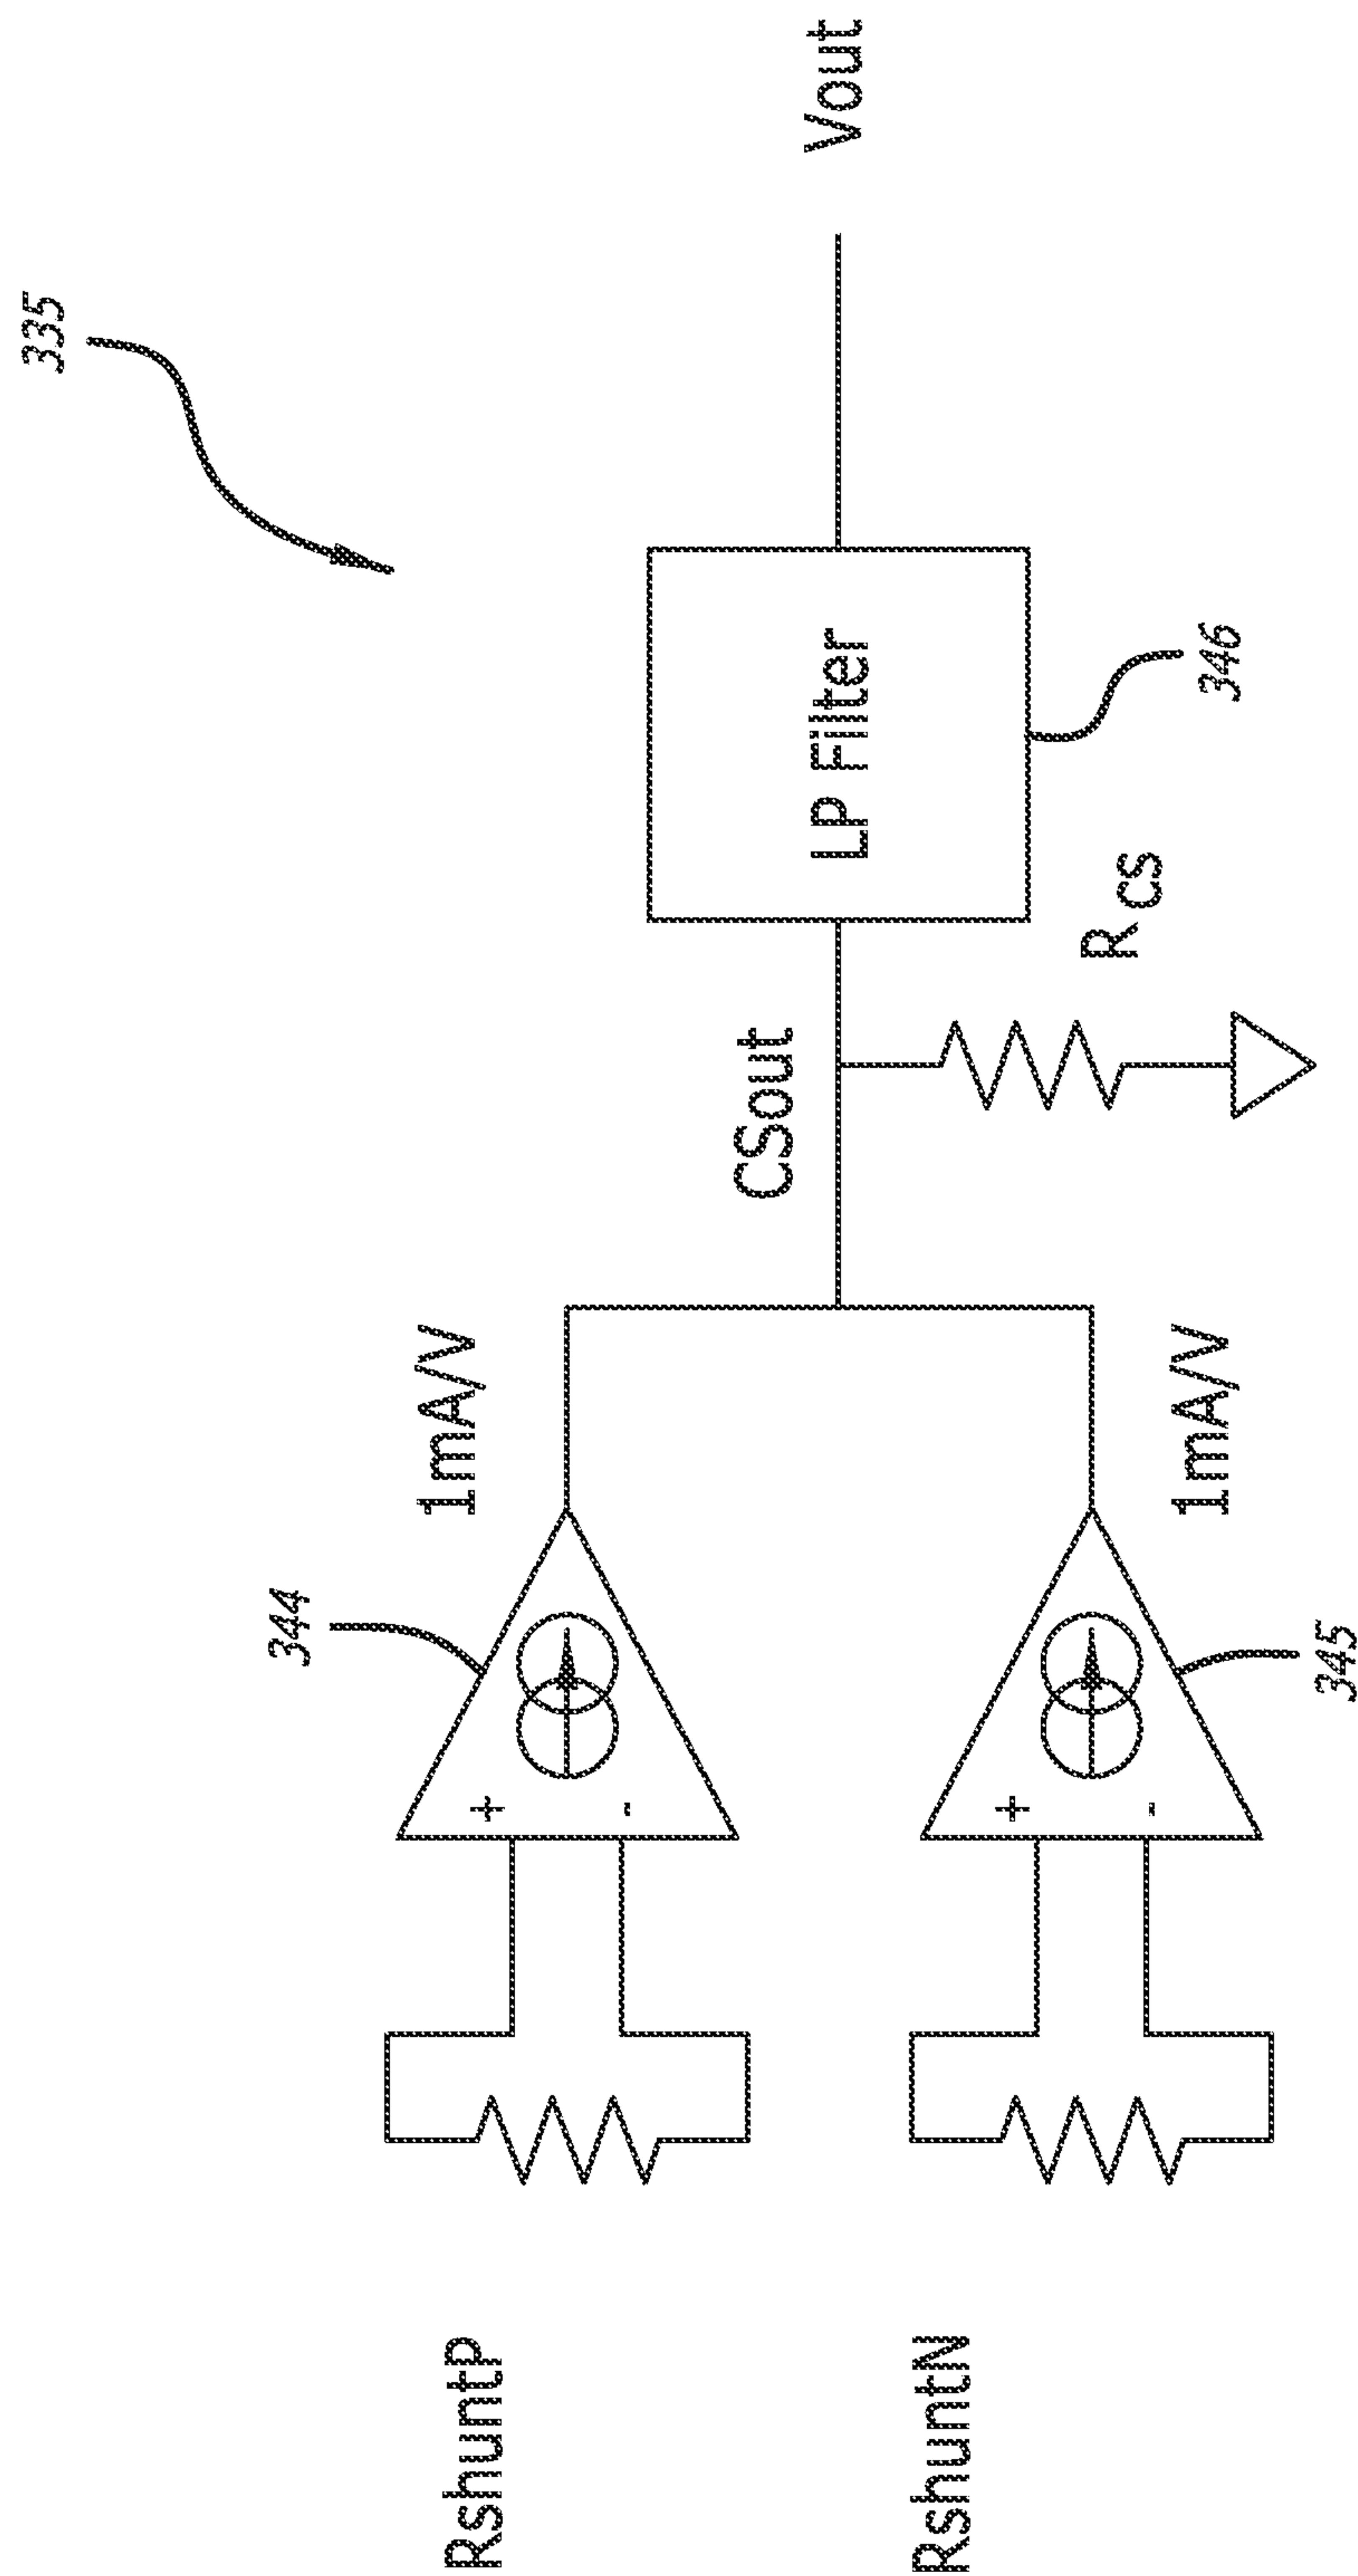 335
344
1mA/V
RshuntP
+
-
CSout
LP Filter
Vout
346
R CS
RshuntN
+
-
1mA/V
345